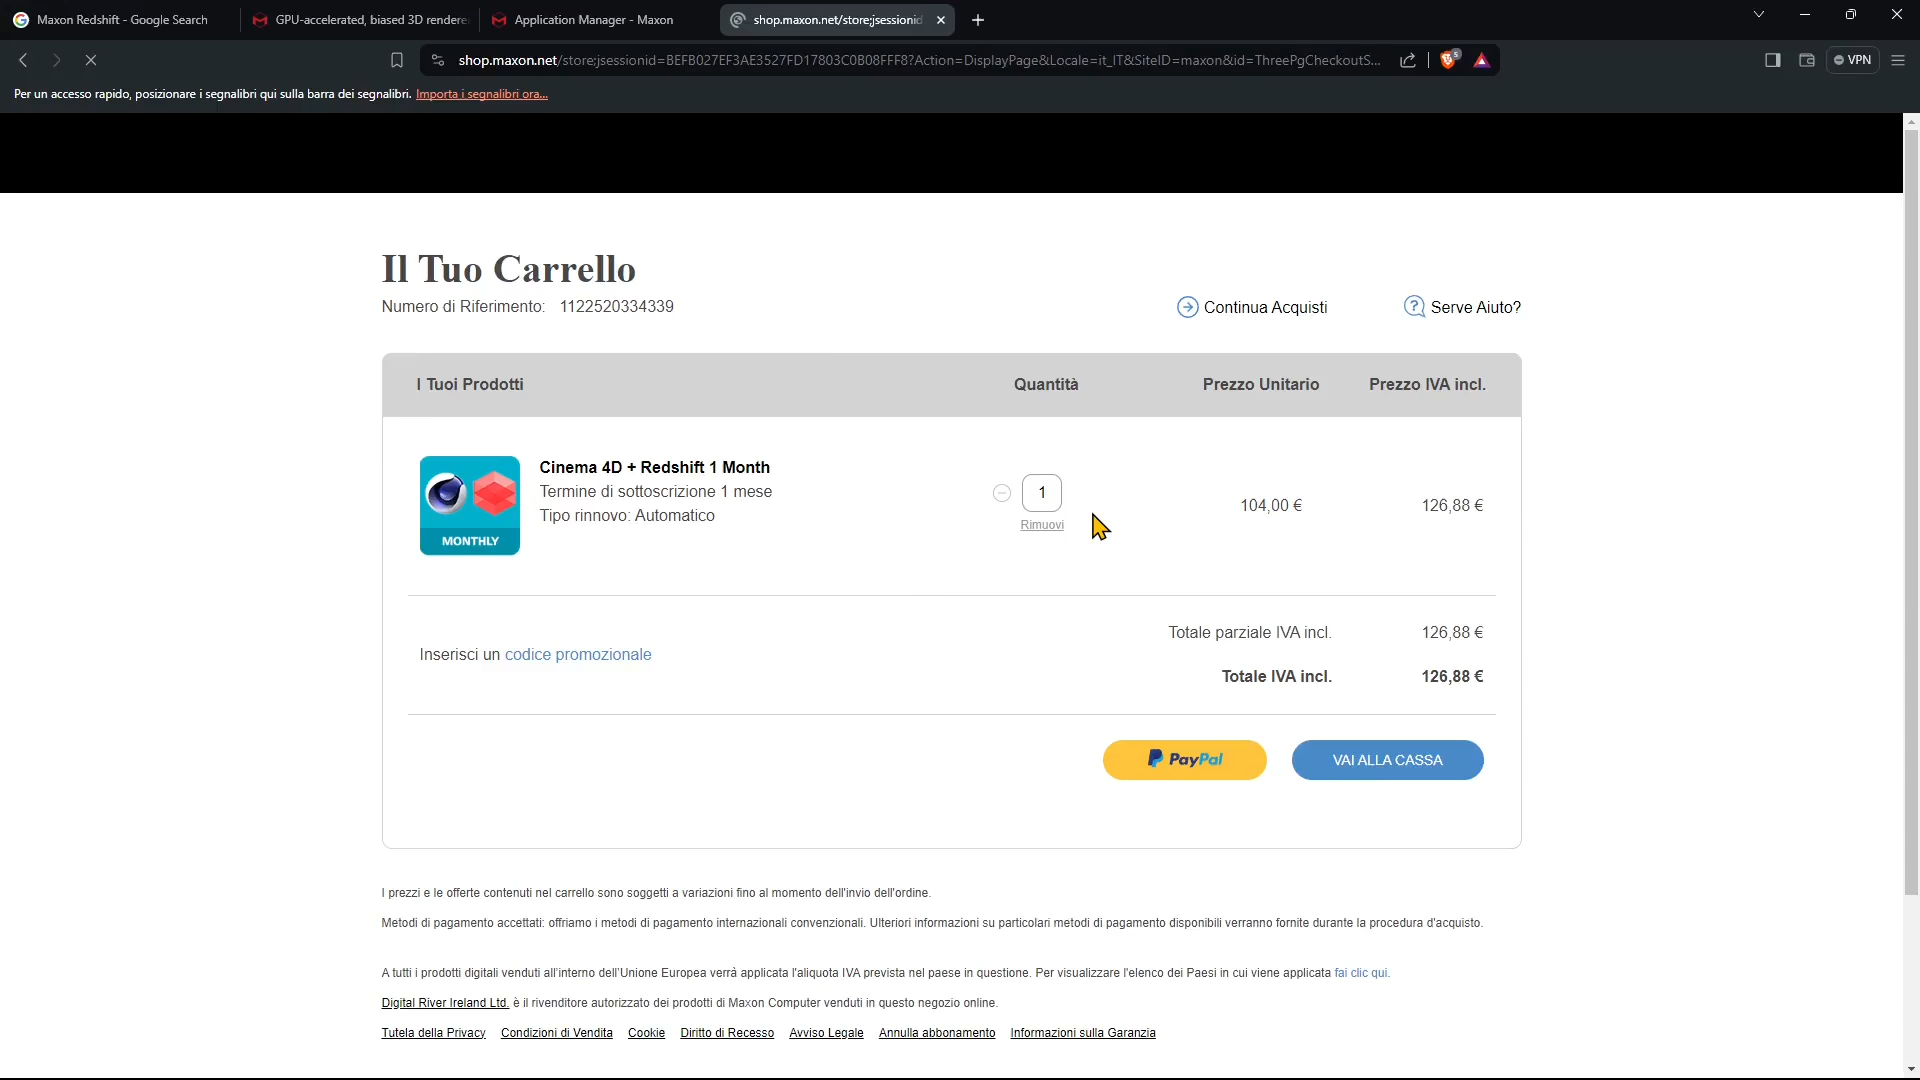 Maxon Redshift - Google Search
GPU-accelerated, biased 3D rendere
Application Manager - Maxon
shop.maxon.net/store;jsessionid
shop.maxon.net/store;jsessionid=BEFB027EF3AE3527FD17803C0B08FFF8?Action=DisplayPage&Locale=it_IT&SiteID=maxon&id=ThreePgCheckoutS...
5
VPN
Per un accesso rapido, posizionare i segnalibri qui sulla barra dei segnalibri. Importa i segnalibri ora...
Il Tuo Carrello
Numero di Riferimento: 1122520334339
Continua Acquisti
Serve Aiuto?
I Tuoi Prodotti
Quantità
Prezzo Unitario
Prezzo IVA incl.
Cinema 4D + Redshift 1 Month
Termine di sottoscrizione 1 mese
Tipo rinnovo: Automatico
MONTHLY
1
Rimuovi
104,00 €
126,88 €
Inserisci un codice promozionale
Totale parziale IVA incl. 126,88 €
Totale IVA incl. 126,88 €
PayPal
VAI ALLA CASSA
I prezzi e le offerte contenuti nel carrello sono soggetti a variazioni fino al momento dell'invio dell'ordine.
Metodi di pagamento accettati: offriamo i metodi di pagamento internazionali convenzionali. Ulteriori informazioni su particolari metodi di pagamento disponibili verranno fornite durante la procedura d'acquisto.
A tutti i prodotti digitali venduti all'interno dell'Unione Europea verrà applicata l'aliquota IVA prevista nel paese in questione. Per visualizzare l'elenco dei Paesi in cui viene applicata fai clic qui.
Digital River Ireland Ltd. è il rivenditore autorizzato dei prodotti di Maxon Computer venduti in questo negozio online.
Tutela della Privacy Condizioni di Vendita Cookie Diritto di Recesso Avviso Legale Annulla abbonamento Informazioni sulla Garanzia